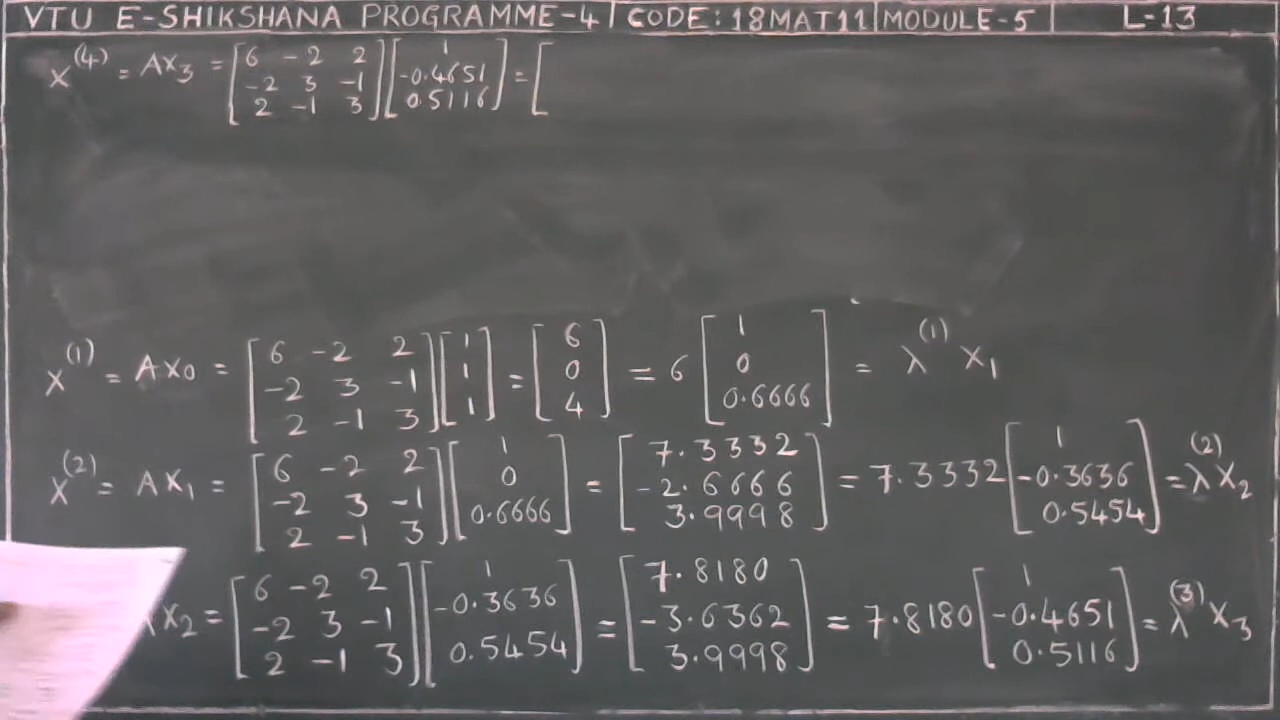 VTU E-SHIKSHANA PROGRAMME-4 | CODE: 18MAT11 | MODULE-5 | L-13
X^(4) = AX₃ = [6 -2 2; -2 3 -1; 2 -1 3] [1; -0.4651; 0.5116] = [
X^(1) = AX₀ = [6 -2 2; -2 3 -1; 2 -1 3] [1; 1; 1] = [6; 0; 4] = 6 [1; 0; 0.6666] = λ^(1) X₁
X^(2) = AX₁ = [6 -2 2; -2 3 -1; 2 -1 3] [1; 0; 0.6666] = [7.3332; -2.6666; 3.9998] = 7.3332 [1; -0.3636; 0.5454] = λ^(2) X₂
X₂ = [6 -2 2; -2 3 -1; 2 -1 3] [1; -0.3636; 0.5454] = [7.8180; -3.6362; 3.9998] = 7.8180 [1; -0.4651; 0.5116] = λ^(3) X₃